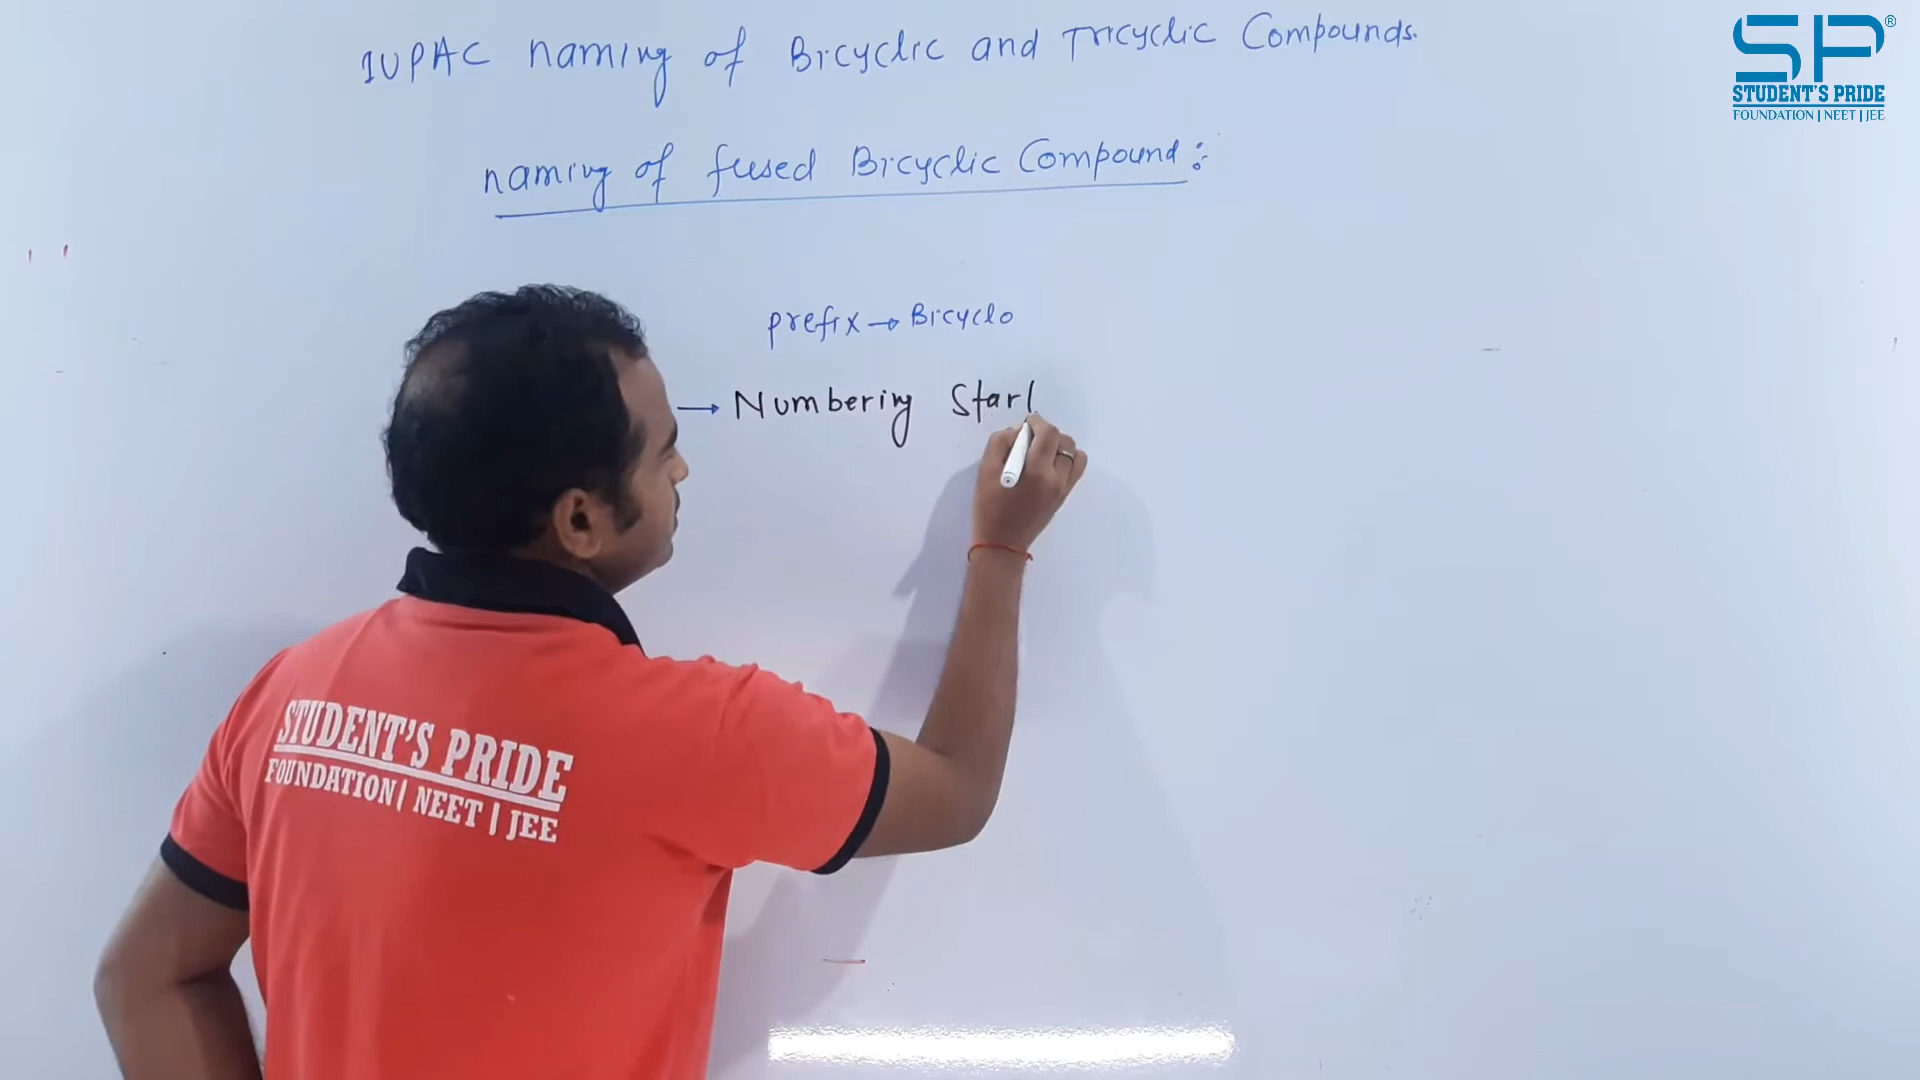 IUPAC naming of Bicyclic and Tricyclic Compounds.
SP®
STUDENT'S PRIDE
FOUNDATION | NEET | JEE
naming of fused Bicyclic Compound :
prefix → Bicyclo
→ Numbering Start
STUDENT'S PRIDE
FOUNDATION | NEET | JEE